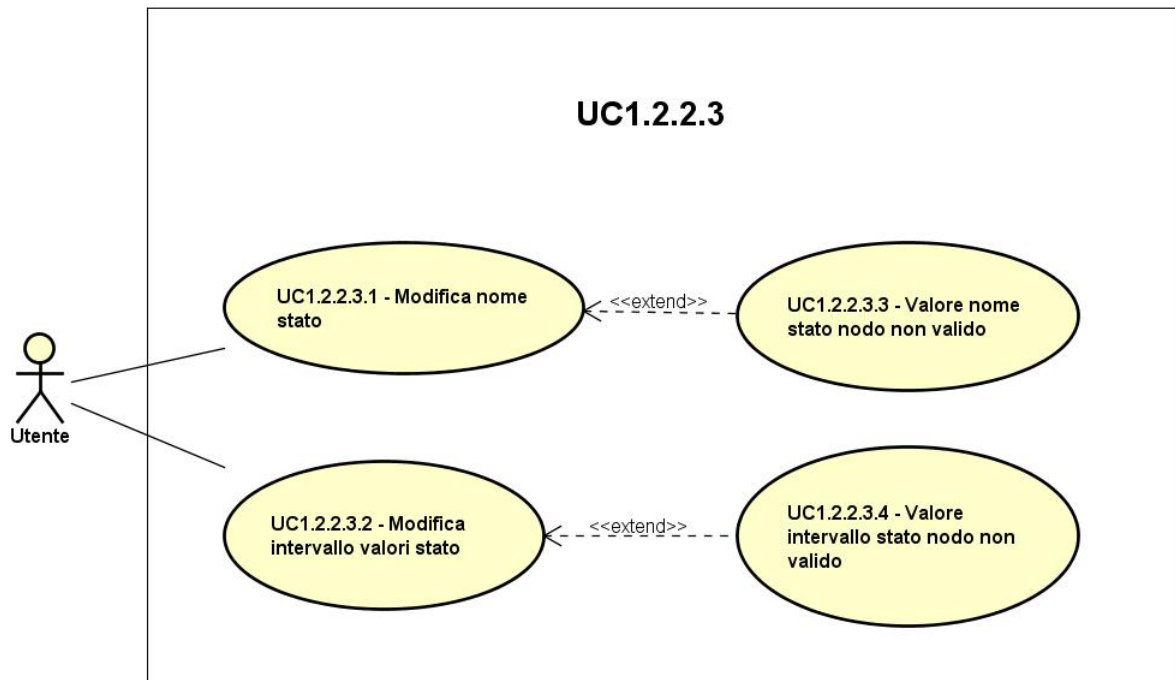 UC1.2.2.3
UC1.2.2.3.1 - Modifica nome
stato
<<extend>>
UC1.2.2.3.3 - Valore nome
stato nodo non valido
Utente
UC1.2.2.3.2 - Modifica
intervallo valori stato
<<extend>>
UC1.2.2.3.4 - Valore
intervallo stato nodo non
valido